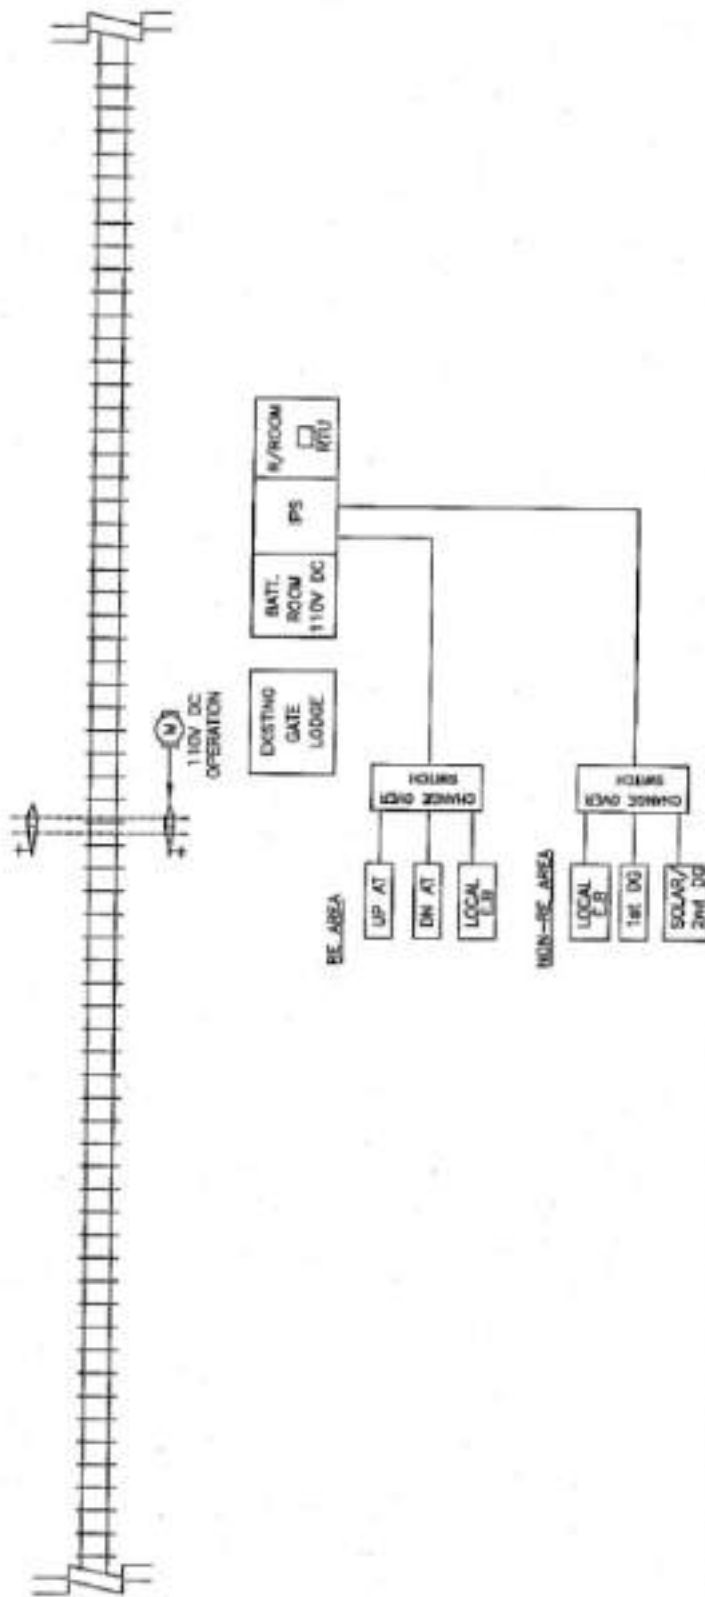 M
110V DC
OPERATION
EXISTING
GATE
LODGE
BATT.
ROOM
110V DC
IPS
R/ROOM
RTU
RE AREA
UP AT
DN AT
LOCAL
CHANGE OVER
SWITCH
NON-RE AREA
LOCAL
1st DG
SOLAR/
2nd DG
CHANGE OVER
SWITCH